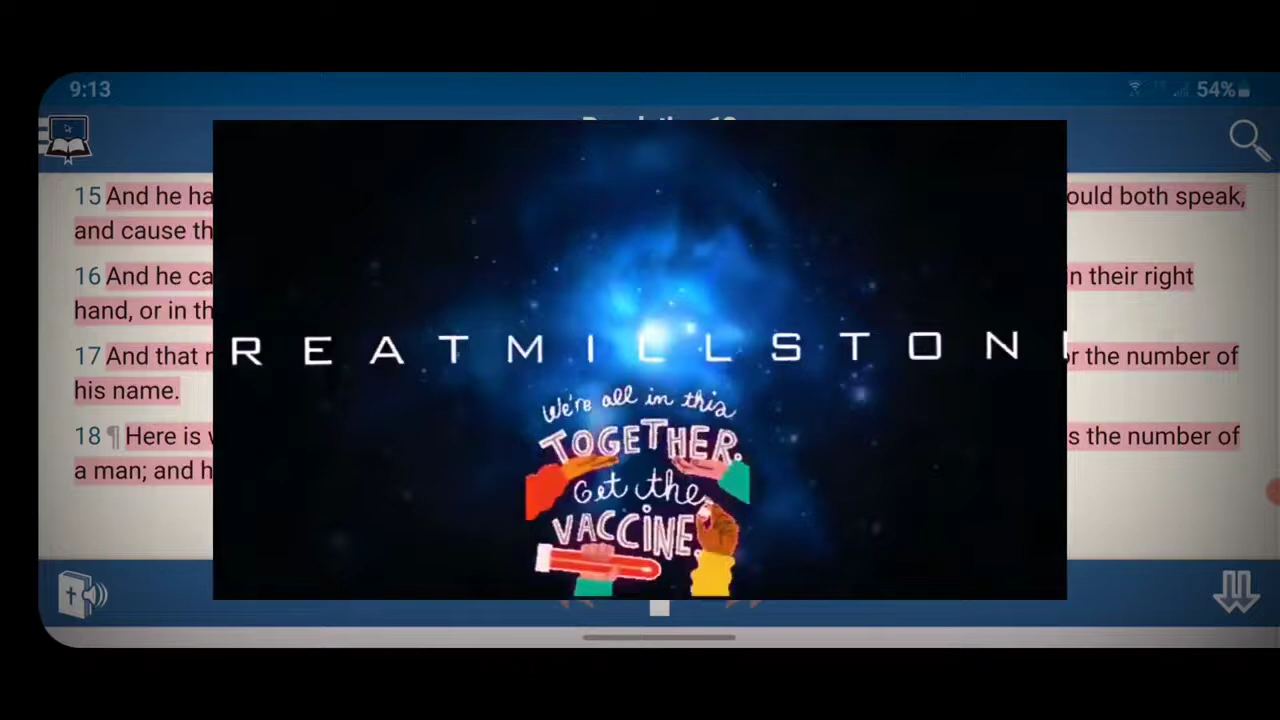 9:13
54%
15 And he ha
ould both speak,
and cause th
16 And he ca
n their right
hand, or in th
17 And that
or the number of
his name.
18 ¶ Here is
s the number of
a man; and h
REATMILLSTON
We're all in this
TOGETHER.
Get the
VACCINE.